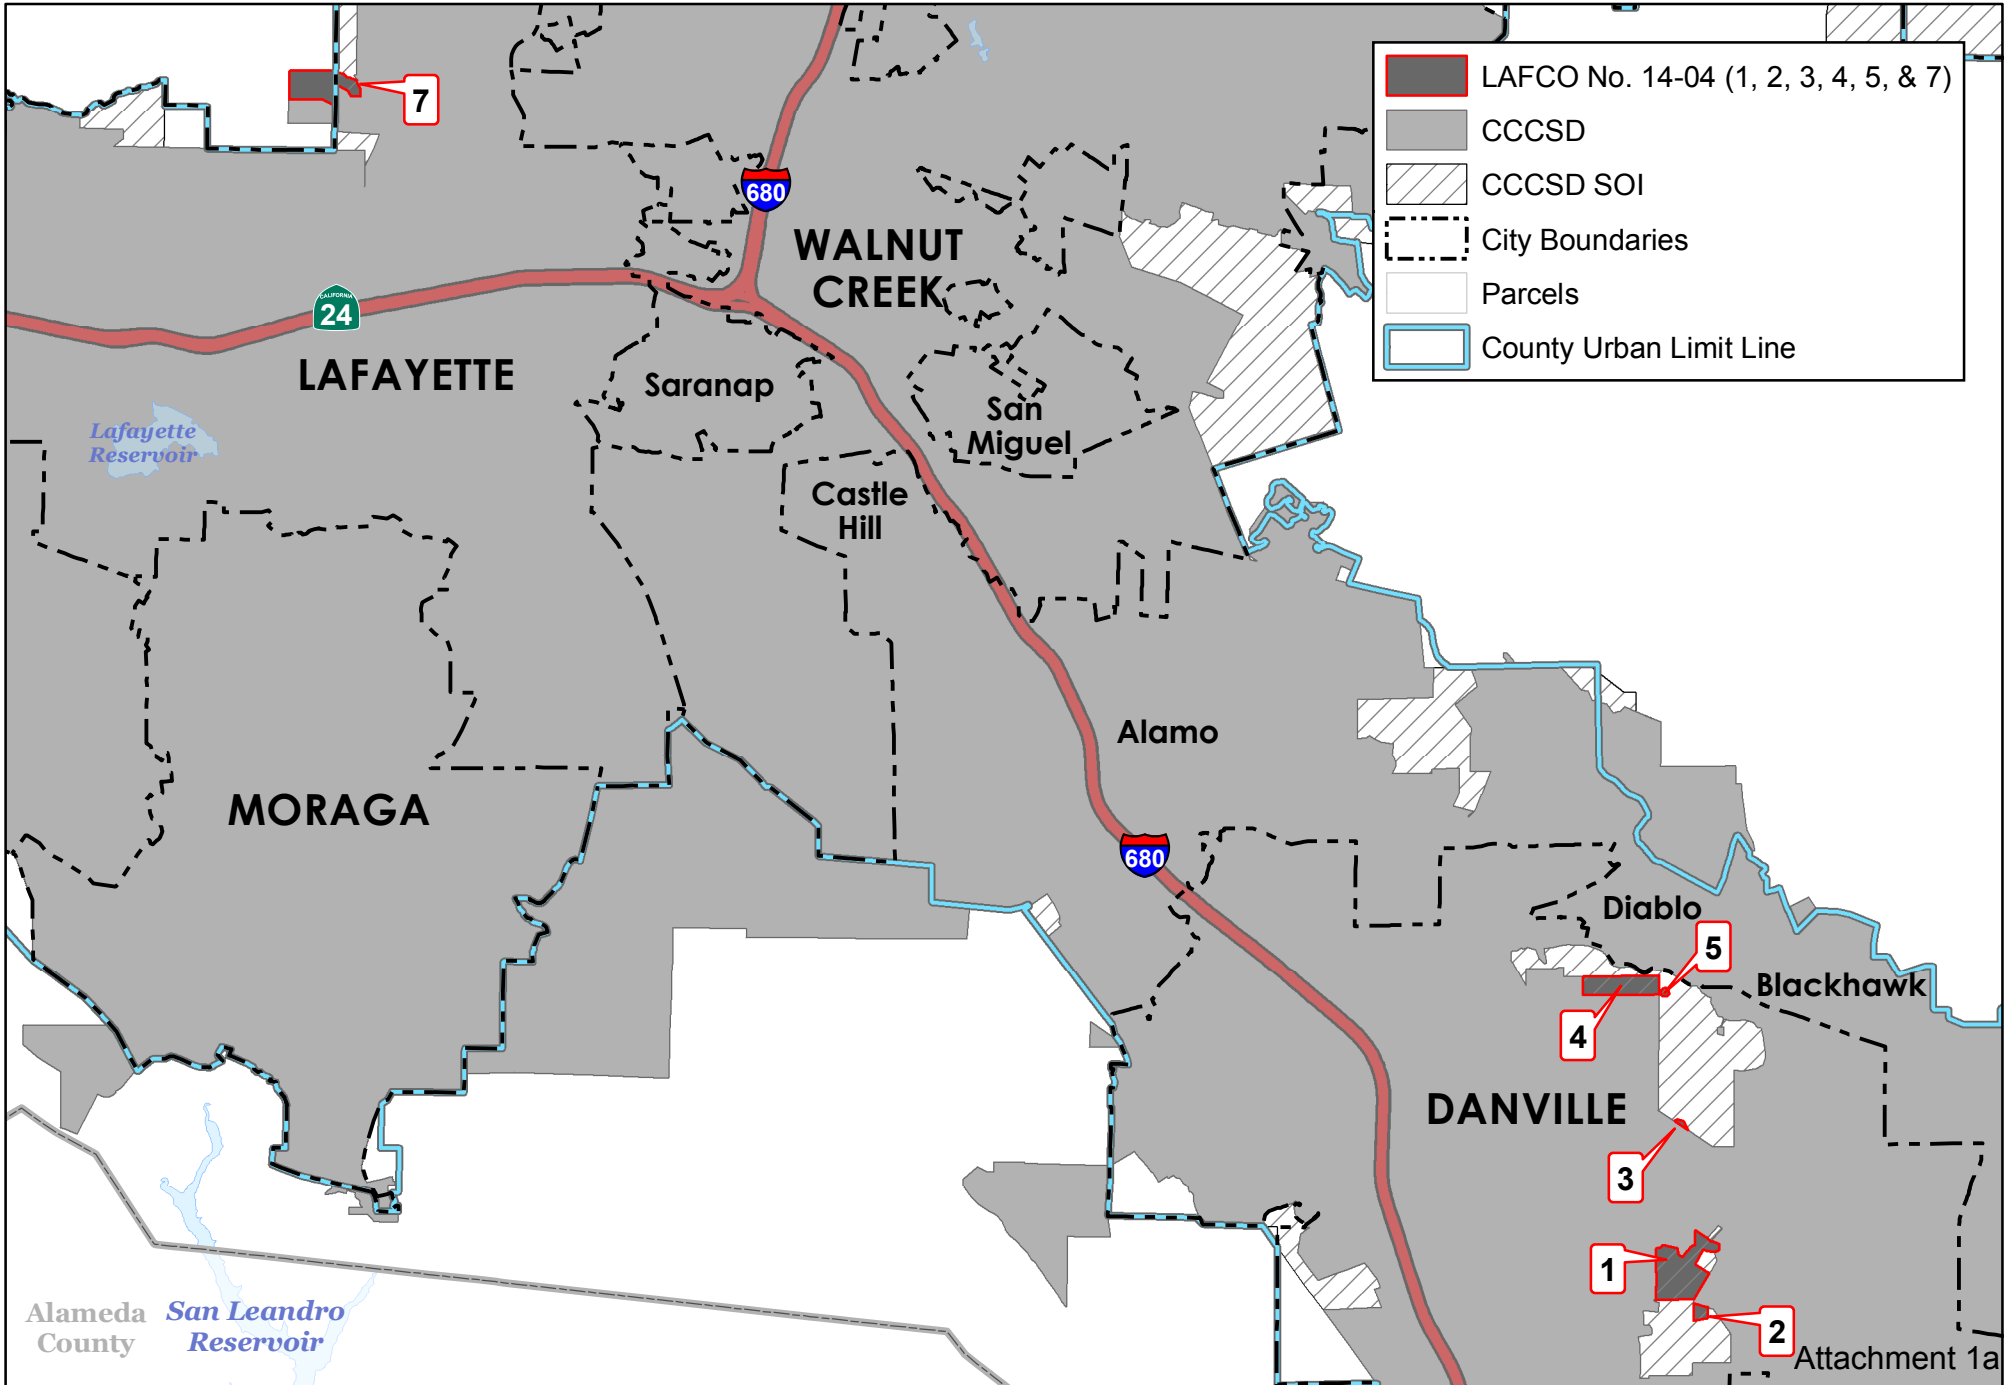 LAFCO No. 14-04 (1, 2, 3, 4, 5, & 7)
CCCSD
CCCSD SOI
City Boundaries
Parcels
County Urban Limit Line
7
680
WALNUT
CREEK
CALIFORNIA
24
LAFAYETTE
Saranap
San
Miguel
Lafayette
Reservoir
Castle
Hill
Alamo
MORAGA
680
Diablo
5
Blackhawk
4
DANVILLE
3
1
2
Alameda
County
San Leandro
Reservoir
Attachment 1a